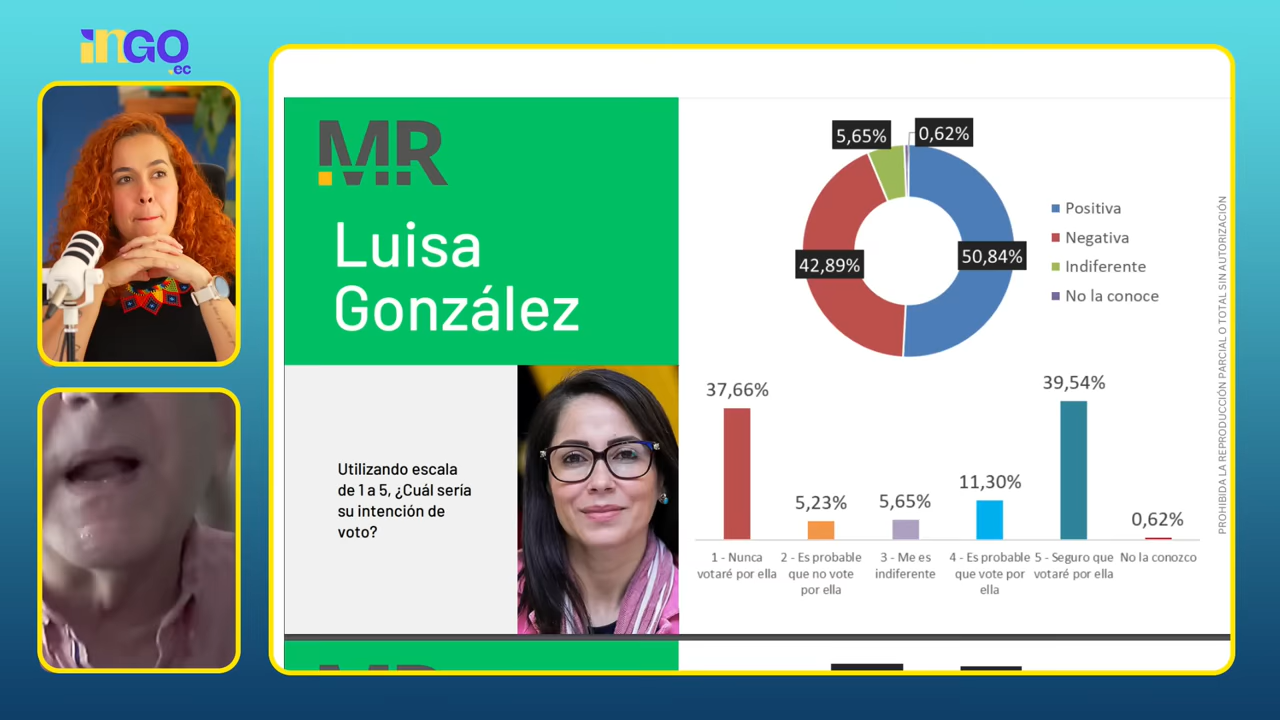 inGO
.ec
MR
Luisa
González
Utilizando escala
de 1 a 5, ¿Cuál sería
su intención de
voto?
5,65%
0,62%
42,89%
50,84%
Positiva
Negativa
Indiferente
No la conoce
37,66%
5,23%
5,65%
11,30%
39,54%
0,62%
1 - Nunca
votaré por ella
2 - Es probable
que no vote
por ella
3 - Me es
indiferente
4 - Es probable
que vote por
ella
5 - Seguro que
votaré por ella
No la conozco
PROHIBIDA LA REPRODUCCIÓN PARCIAL O TOTAL SIN AUTORIZACIÓN